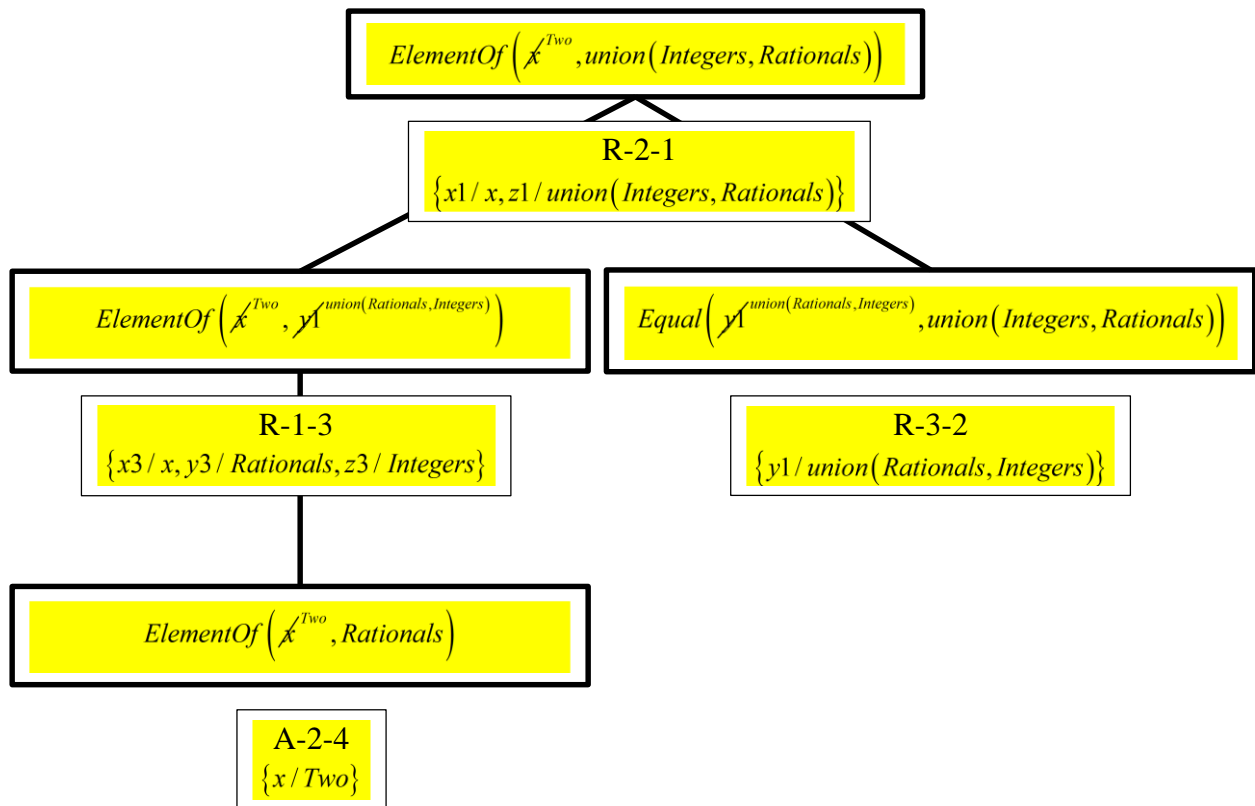 ElementOf(x^Two, union(Integers, Rationals))
R-2-1
{x1 / x, z1 / union(Integers, Rationals)}
ElementOf(x^Two, y1^union(Rationals, Integers))
Equal(y1^union(Rationals, Integers), union(Integers, Rationals))
R-1-3
{x3 / x, y3 / Rationals, z3 / Integers}
R-3-2
{y1 / union(Rationals, Integers)}
ElementOf(x^Two, Rationals)
A-2-4
{x / Two}